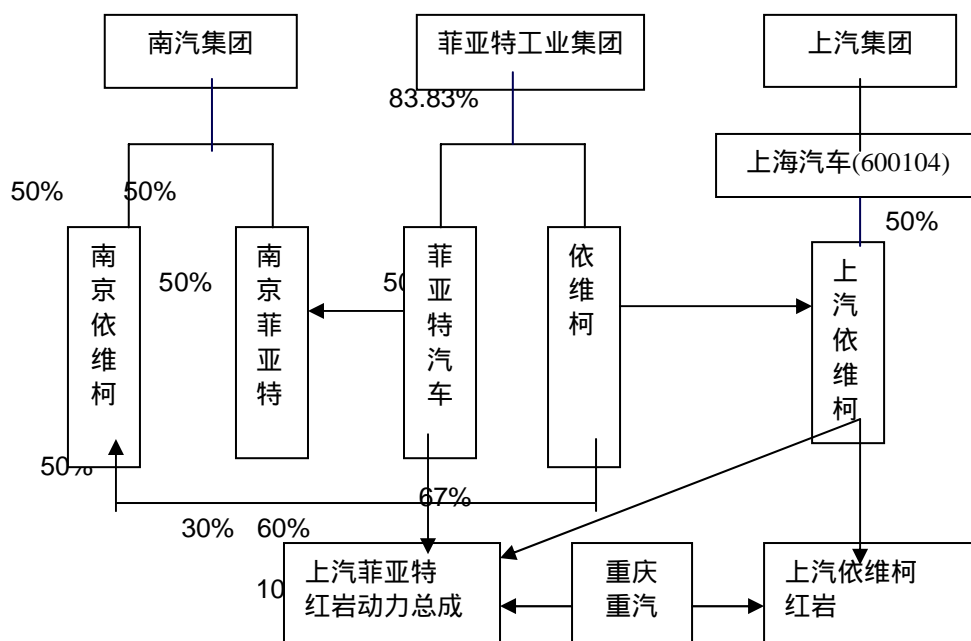 南汽集团
菲亚特工业集团
上汽集团
83.83%
上海汽车(600104)
50%
50%
50%
南京依维柯
南京菲亚特
菲亚特汽车
依维柯
上汽依维柯
50%
50%
67%
30%
60%
上汽菲亚特
红岩动力总成
重庆
重汽
上汽依维柯
红岩